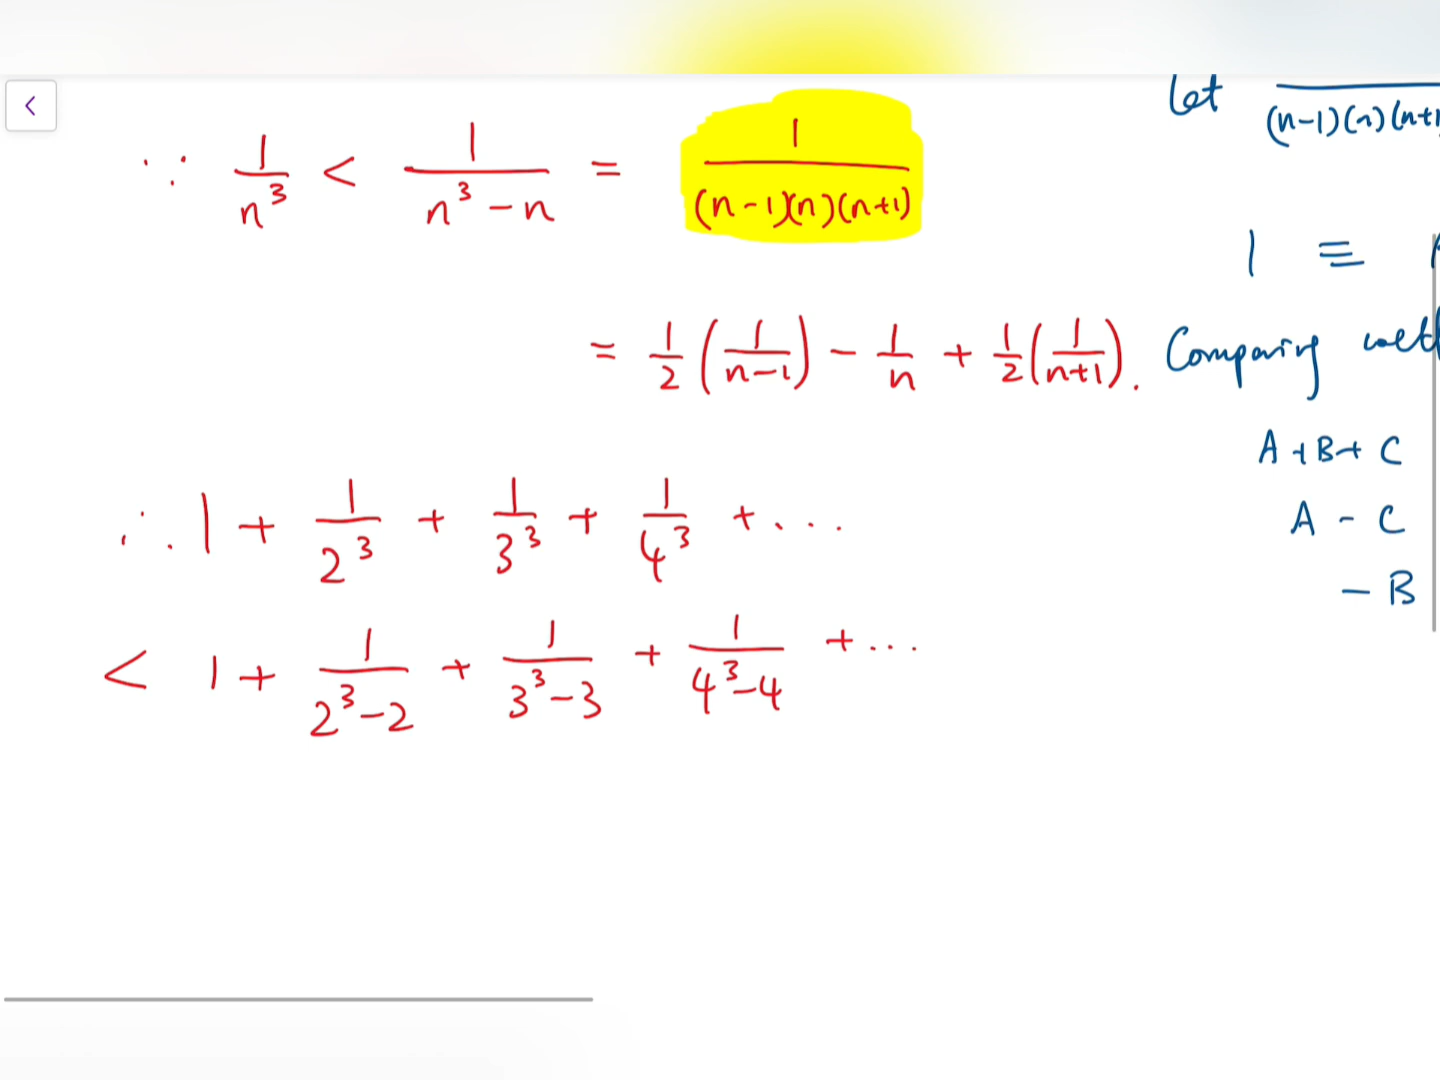 ∵ 1/n³ < 1/(n³ − n) = 1/((n−1)(n)(n+1))
= 1/2 (1/(n−1)) − 1/n + 1/2 (1/(n+1)).
∴ 1 + 1/2³ + 1/3³ + 1/4³ + ...
< 1 + 1/(2³−2) + 1/(3³−3) + 1/(4³−4) + ...
Let
(n−1)(n)(n+1
1 ≡
Comparing
A + B + C
A − C
− B